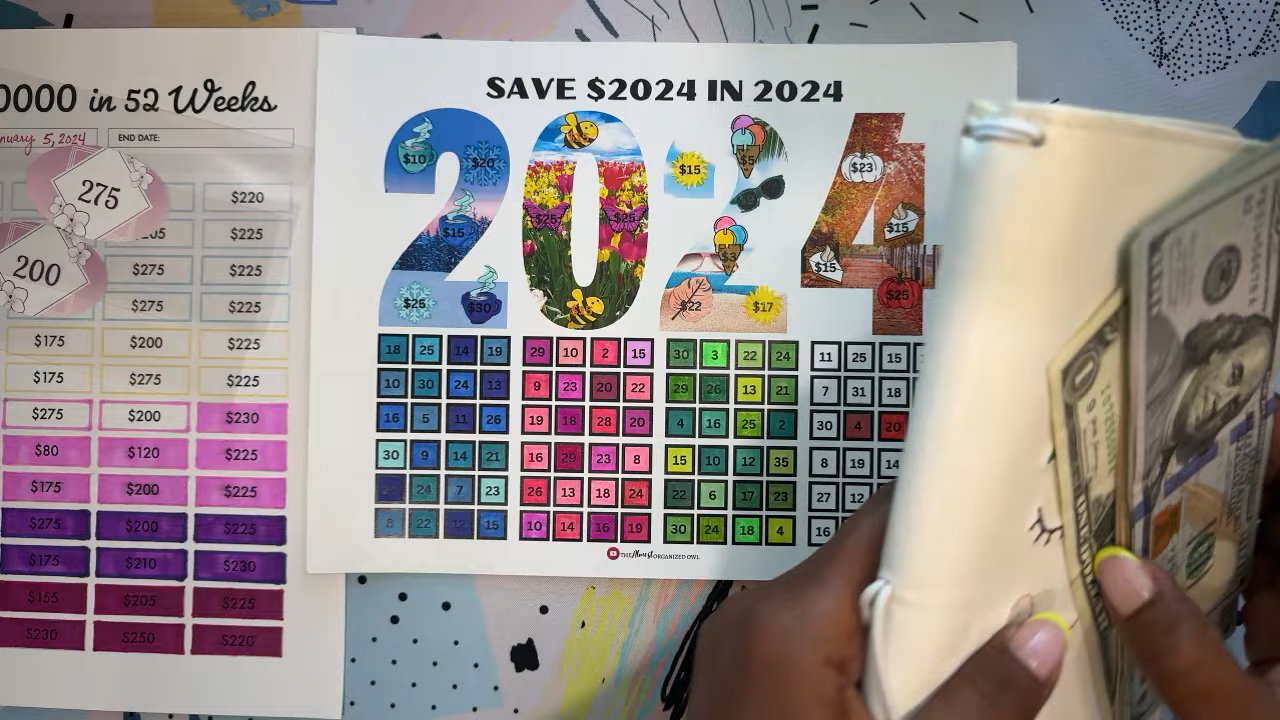 0000 in 52 Weeks
nuary 5, 2024 END DATE:
275
200
$220
$225
$275 $225
$275 $225
$175 $200 $225
$175 $275 $225
$275 $200 $230
$80 $120 $225
$175 $200 $225
$275 $200 $225
$175 $210 $230
$155 $205 $225
$230 $250 $220
SAVE $2024 IN 2024
2024
$10 $20 $15 $25 $30
$25 $25
$15 $5 $3 $22 $17
$23 $15 $15 $25
18 25 14 19 29 10 2 15 30 3 22 24 11 25 15
10 30 24 13 9 23 20 22 29 26 13 21 7 31 18
16 5 11 26 19 18 28 20 4 16 25 2 30 4 20
30 9 14 21 16 29 23 8 15 10 12 35 8 19 14
24 7 23 26 13 18 24 22 6 17 23 27 12
8 22 12 15 10 14 16 19 30 24 18 4 16
THE Almost ORGANIZED OWL